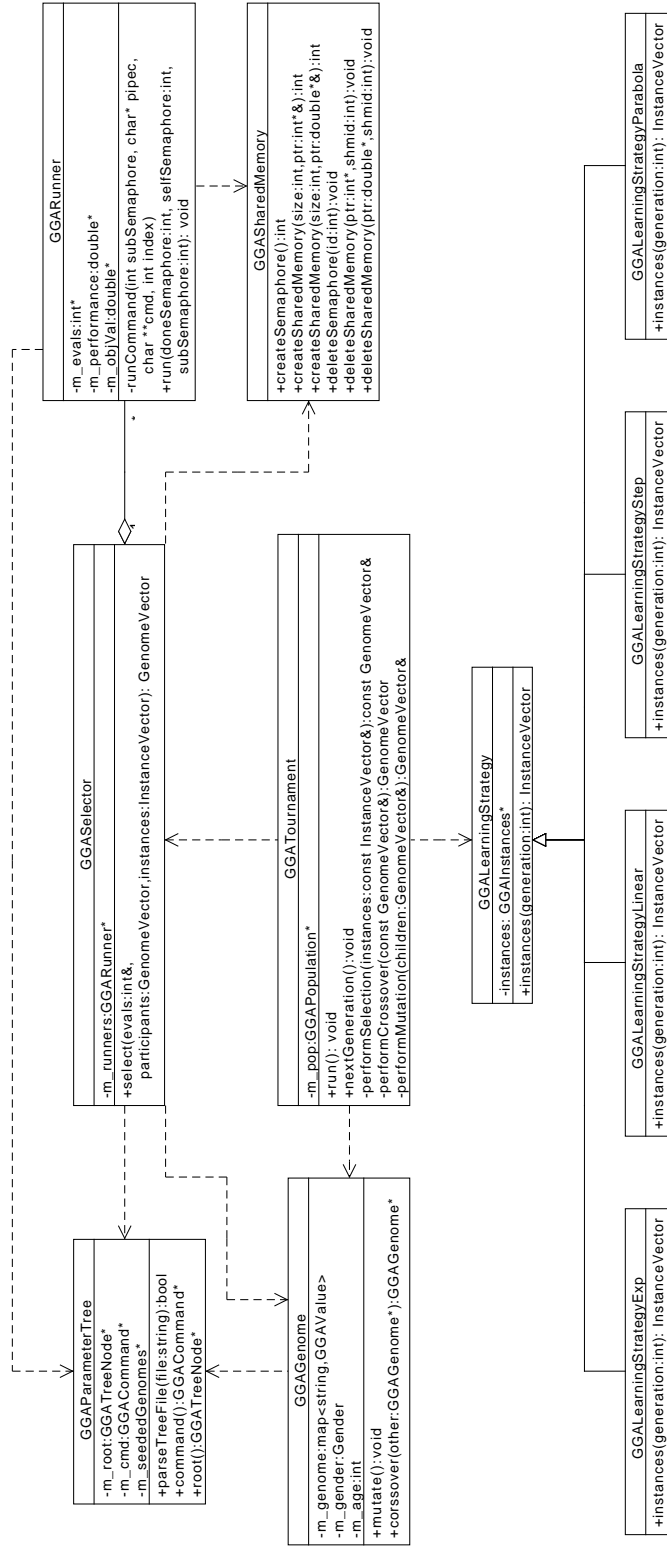 GGAParameterTree
-m_root:GGATreeNode*
-m_cmd:GGACommand*
-m_seededGenomes*
+parseTreeFile(file:string):bool
+command():GGACommand*
+root():GGATreeNode*
GGASelector
-m_runners:GGARunner*
+select(evals:int&,
participants:GenomeVector,instances:InstanceVector): GenomeVector
GGARunner
-m_evals:int*
-m_performance:double*
-m_objVal:double*
-runCommand(int subSemaphore, char* pipec,
char **cmd, int index)
+run(doneSemaphore:int, selfSemaphore:int,
subSemaphore:int): void
*
GGAGenome
-m_genome:map<string,GGAValue>
-m_gender:Gender
-m_age:int
+mutate():void
+corssover(other:GGAGenome*):GGAGenome*
GGATournament
-m_pop:GGAPopulation*
+run(): void
+nextGeneration():void
-performSelection(instances:const InstanceVector&):const GenomeVector&
-performCrossover(const GenomeVector&):GenomeVector
-performMutation(children:GenomeVector&):GenomeVector&
GGASharedMemory
+createSemaphore():int
+createSharedMemory(size:int,ptr:int*&):int
+createSharedMemory(size:int,ptr:double*&):int
+deleteSemaphore(id:int):void
+deleteSharedMemory(ptr:int*,shmid:int):void
+deleteSharedMemory(ptr:double*,shmid:int):void
GGALearningStrategy
-instances: GGAInstances*
+instances(generation:int): InstanceVector
GGALearningStrategyExp
+instances(generation:int): InstanceVector
GGALearningStrategyLinear
+instances(generation:int): InstanceVector
GGALearningStrategyStep
+instances(generation:int): InstanceVector
GGALearningStrategyParabola
+instances(generation:int): InstanceVector